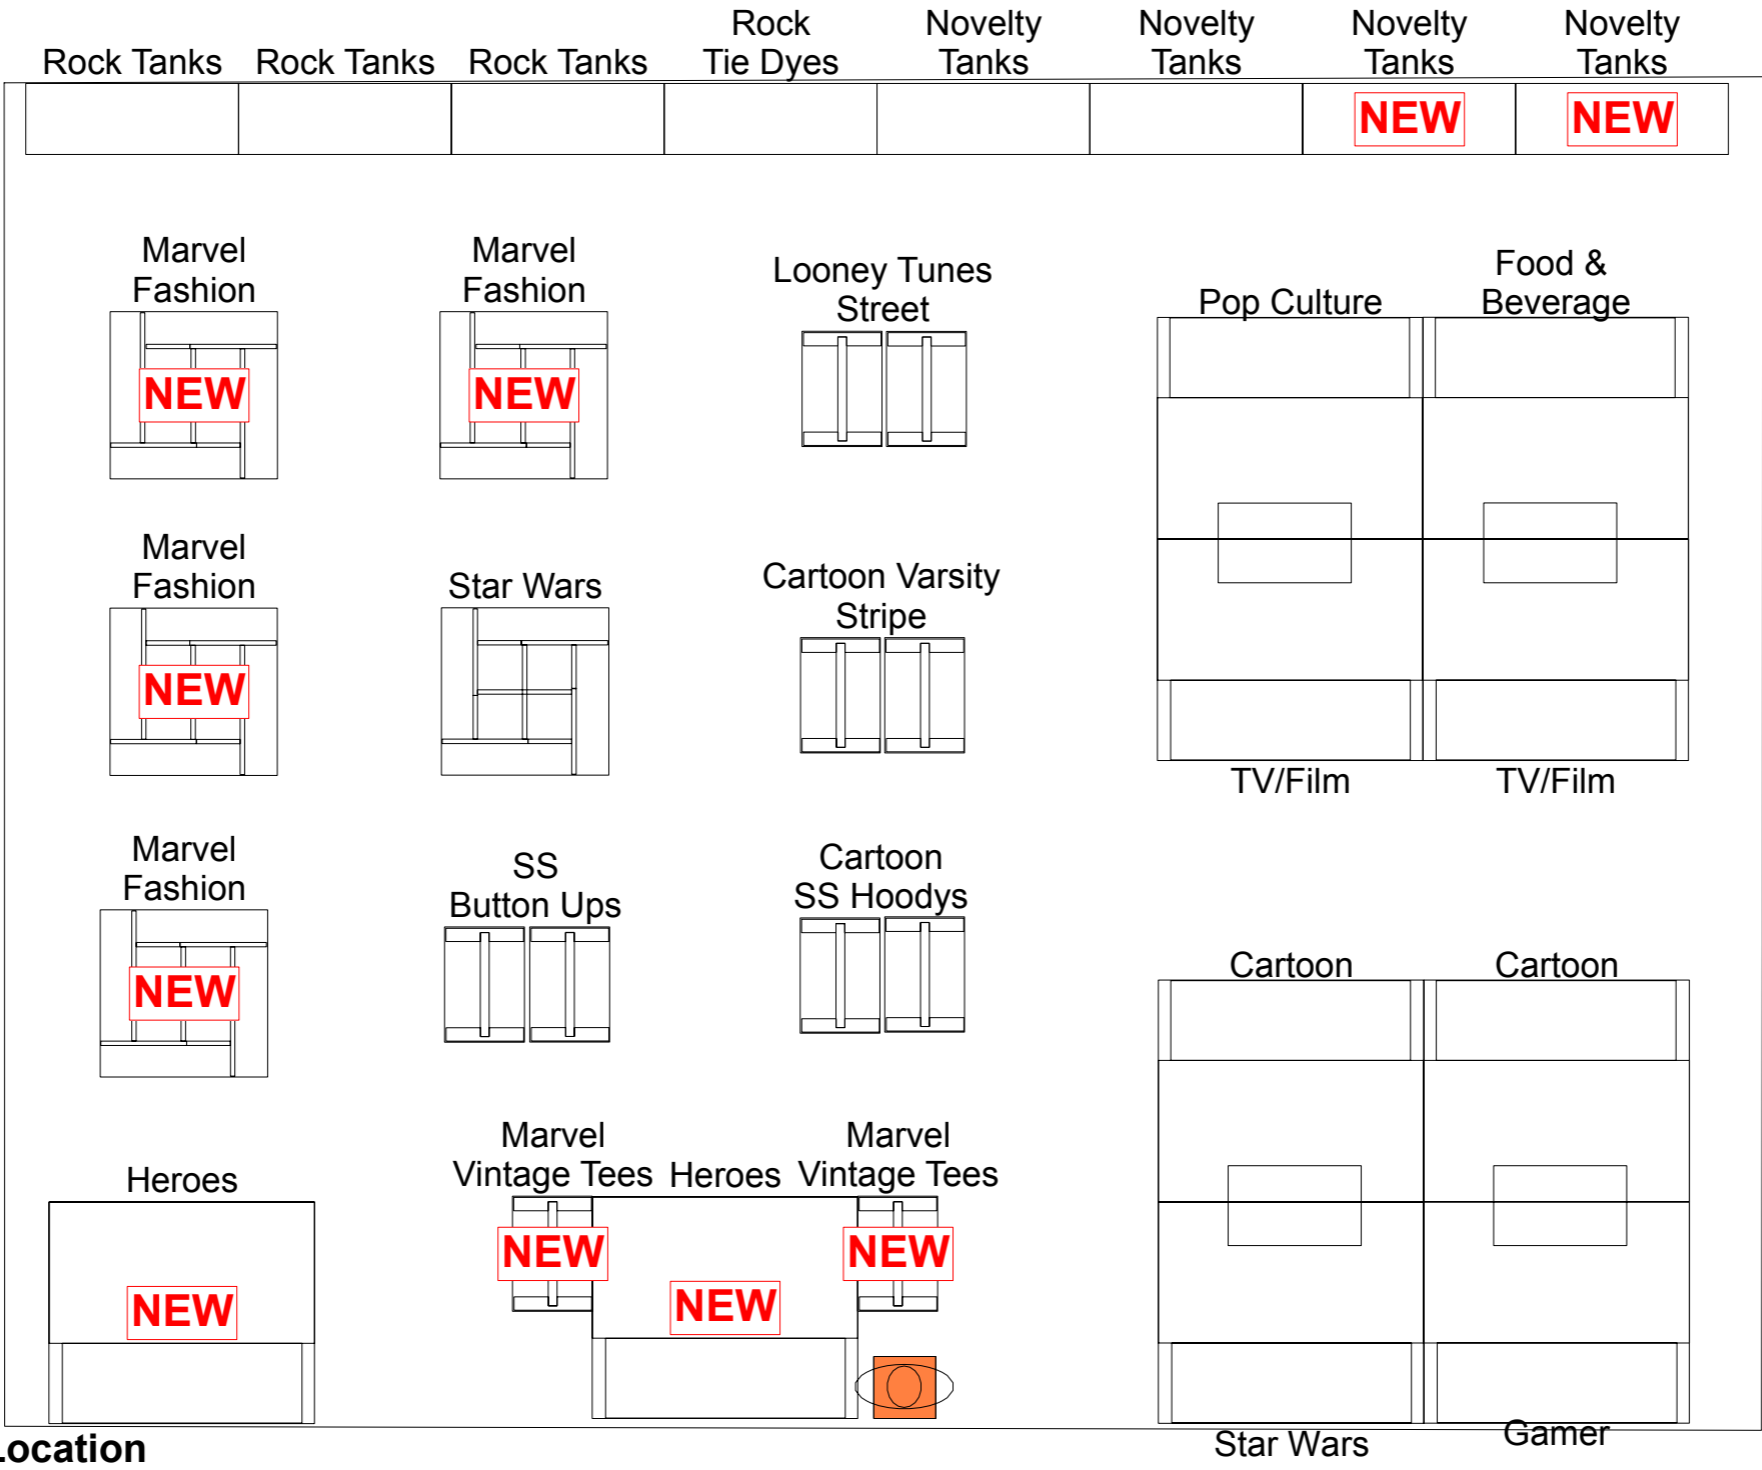 Rock Tanks
Rock Tanks
Rock Tanks
Rock
Tie Dyes
Novelty
Tanks
Novelty
Tanks
Novelty
Tanks
Novelty
Tanks
NEW
NEW
Marvel
Fashion
NEW
Marvel
Fashion
NEW
Looney Tunes
Street
Pop Culture
Food &
Beverage
Marvel
Fashion
NEW
Star Wars
Cartoon Varsity
Stripe
TV/Film
TV/Film
Marvel
Fashion
NEW
SS
Button Ups
Cartoon
SS Hoodys
Cartoon
Cartoon
Heroes
NEW
Marvel
Vintage Tees
NEW
Heroes
NEW
Marvel
Vintage Tees
NEW
Star Wars
Gamer
ocation